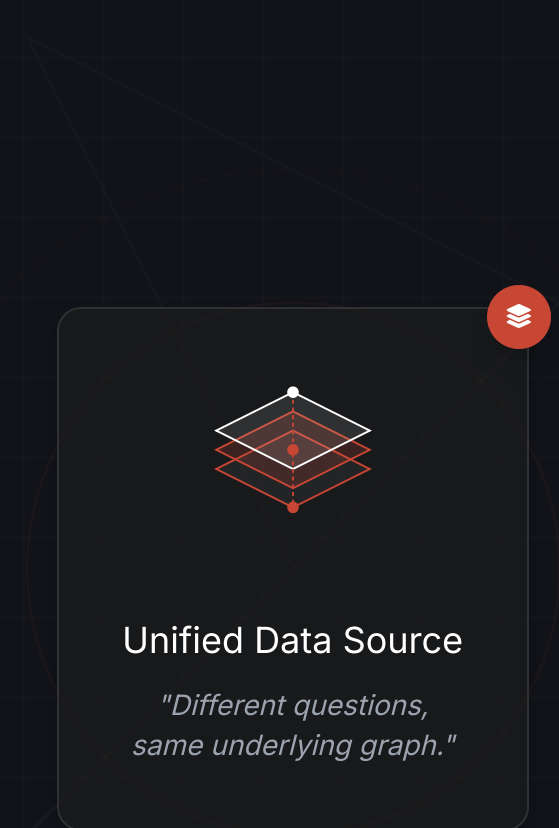 Unified Data Source
"Different questions,
same underlying graph."